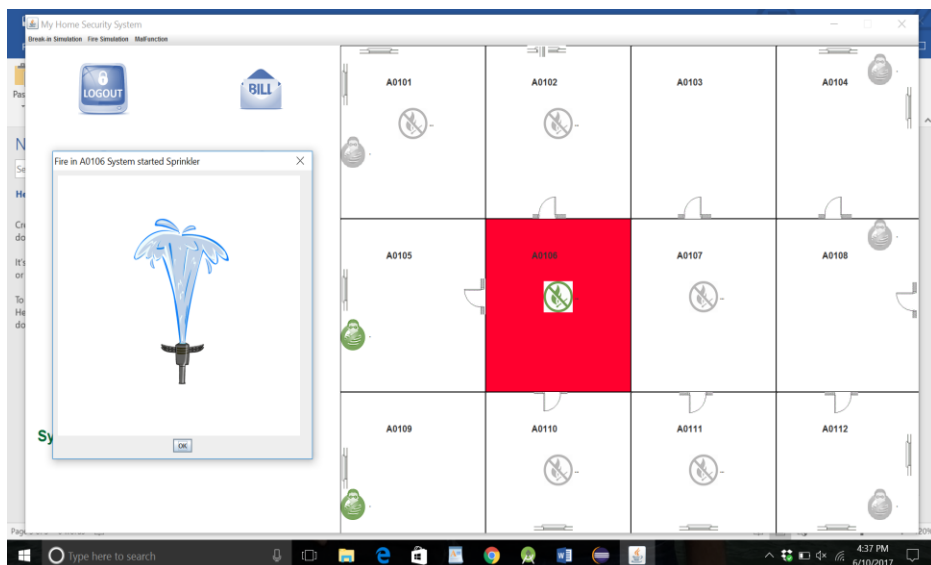 My Home Security System
Break-in Simulation Fire Simulation MalFunction
LOGOUT
BILL
A0101
A0102
A0103
A0104
Fire in A0106 System started Sprinkler
A0105
A0106
A0107
A0108
OK
A0109
A0110
A0111
A0112
Type here to search
4:37 PM
6/10/2017